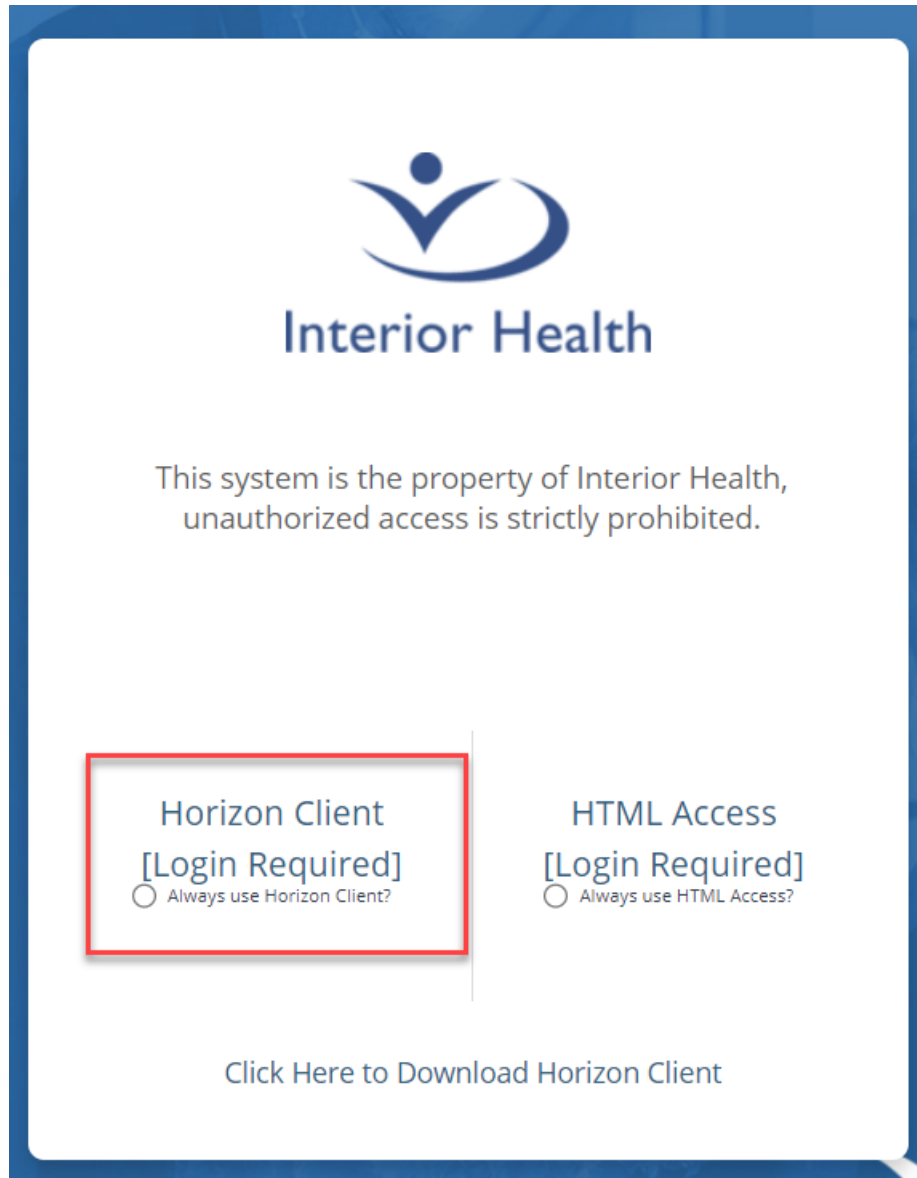 Interior Health
This system is the property of Interior Health,
unauthorized access is strictly prohibited.
Horizon Client
[Login Required]
Always use Horizon Client?
HTML Access
[Login Required]
Always use HTML Access?
Click Here to Download Horizon Client